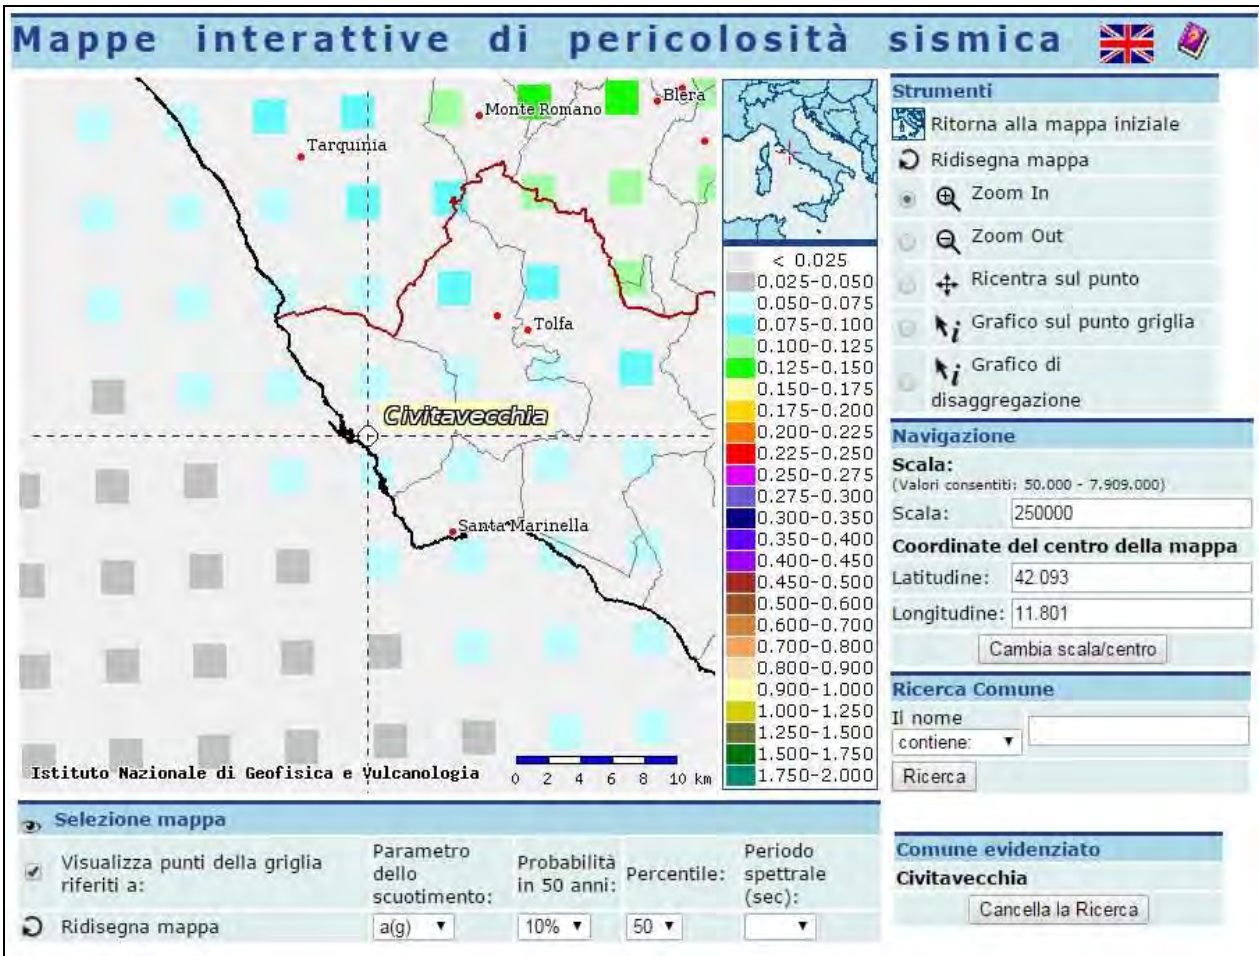 Mappe interattive di pericolosità sismica
Monte Romano
Blera
Tarquinia
Tolfa
Civitavecchia
Santa Marinella
Istituto Nazionale di Geofisica e Vulcanologia
0 2 4 6 8 10 km
< 0.025
0.025-0.050
0.050-0.075
0.075-0.100
0.100-0.125
0.125-0.150
0.150-0.175
0.175-0.200
0.200-0.225
0.225-0.250
0.250-0.275
0.275-0.300
0.300-0.350
0.350-0.400
0.400-0.450
0.450-0.500
0.500-0.600
0.600-0.700
0.700-0.800
0.800-0.900
0.900-1.000
1.000-1.250
1.250-1.500
1.500-1.750
1.750-2.000
Strumenti
Ritorna alla mappa iniziale
Ridisegna mappa
Zoom In
Zoom Out
Ricentra sul punto
Grafico sul punto griglia
Grafico di
disaggregazione
Navigazione
Scala:
(Valori consentiti: 50.000 - 7.909.000)
Scala: 250000
Coordinate del centro della mappa
Latitudine: 42.093
Longitudine: 11.801
Cambia scala/centro
Ricerca Comune
Il nome
contiene:
Ricerca
Selezione mappa
Visualizza punti della griglia
riferiti a:
Parametro
dello
scuotimento:
Probabilità
in 50 anni:
Percentile:
Periodo
spettrale
(sec):
Ridisegna mappa
a(g)
10%
50
Comune evidenziato
Civitavecchia
Cancella la Ricerca